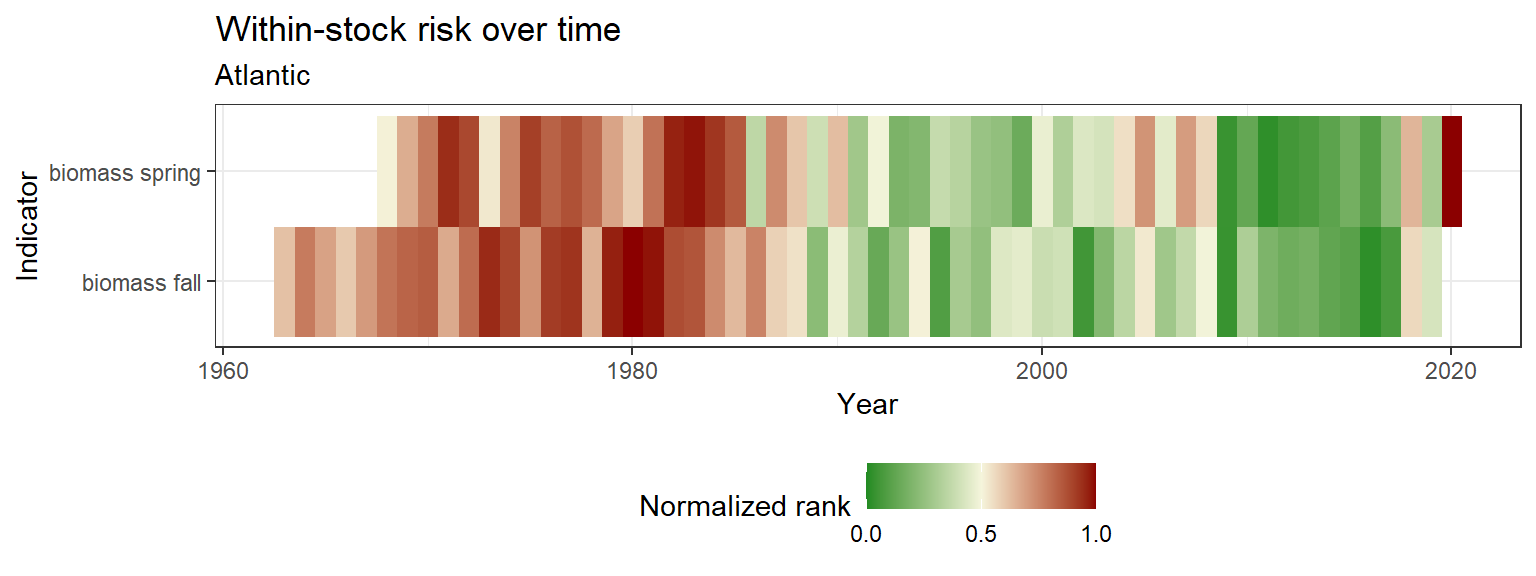 Within-stock risk over time
Atlantic
Indicator
biomass spring
biomass fall
1960 1980 2000 2020
Year
Normalized rank
0.0 0.5 1.0